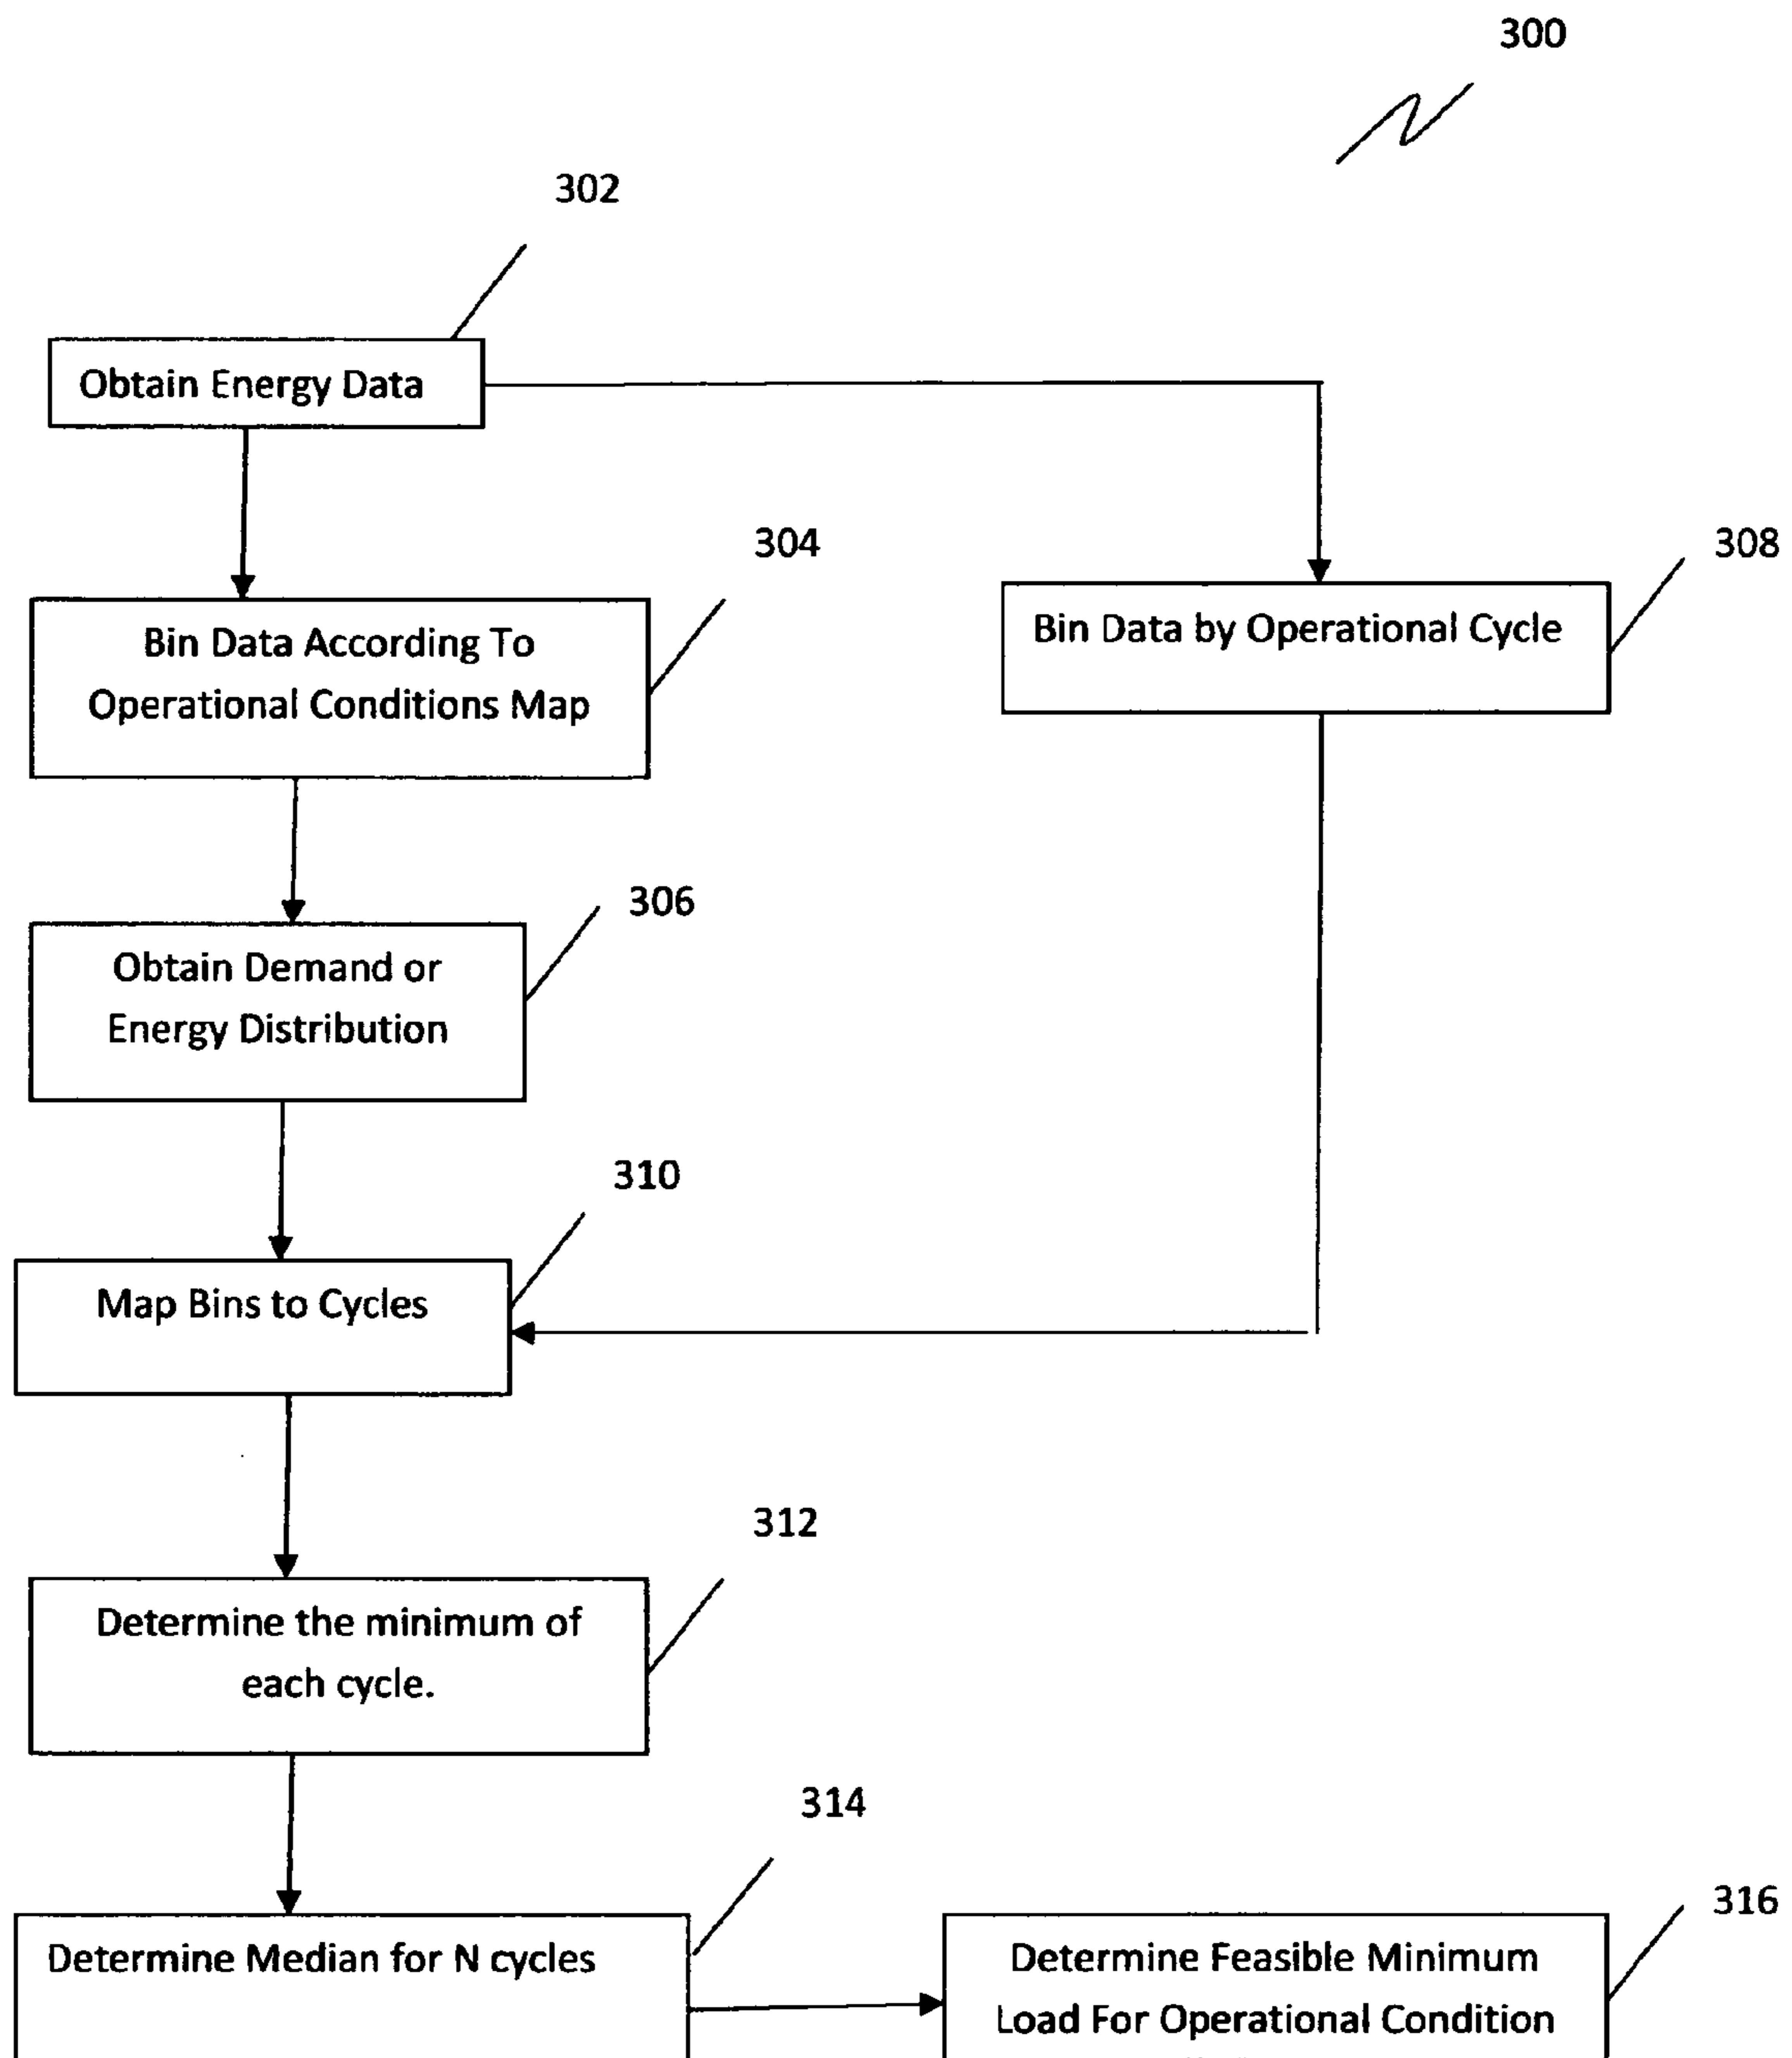 300
302
Obtain Energy Data
304
308
Bin Data According To
Operational Conditions Map
Bin Data by Operational Cycle
306
Obtain Demand or
Energy Distribution
310
Map Bins to Cycles
312
Determine the minimum of
each cycle.
314
316
Determine Median for N cycles
Determine Feasible Minimum
Load For Operational Condition